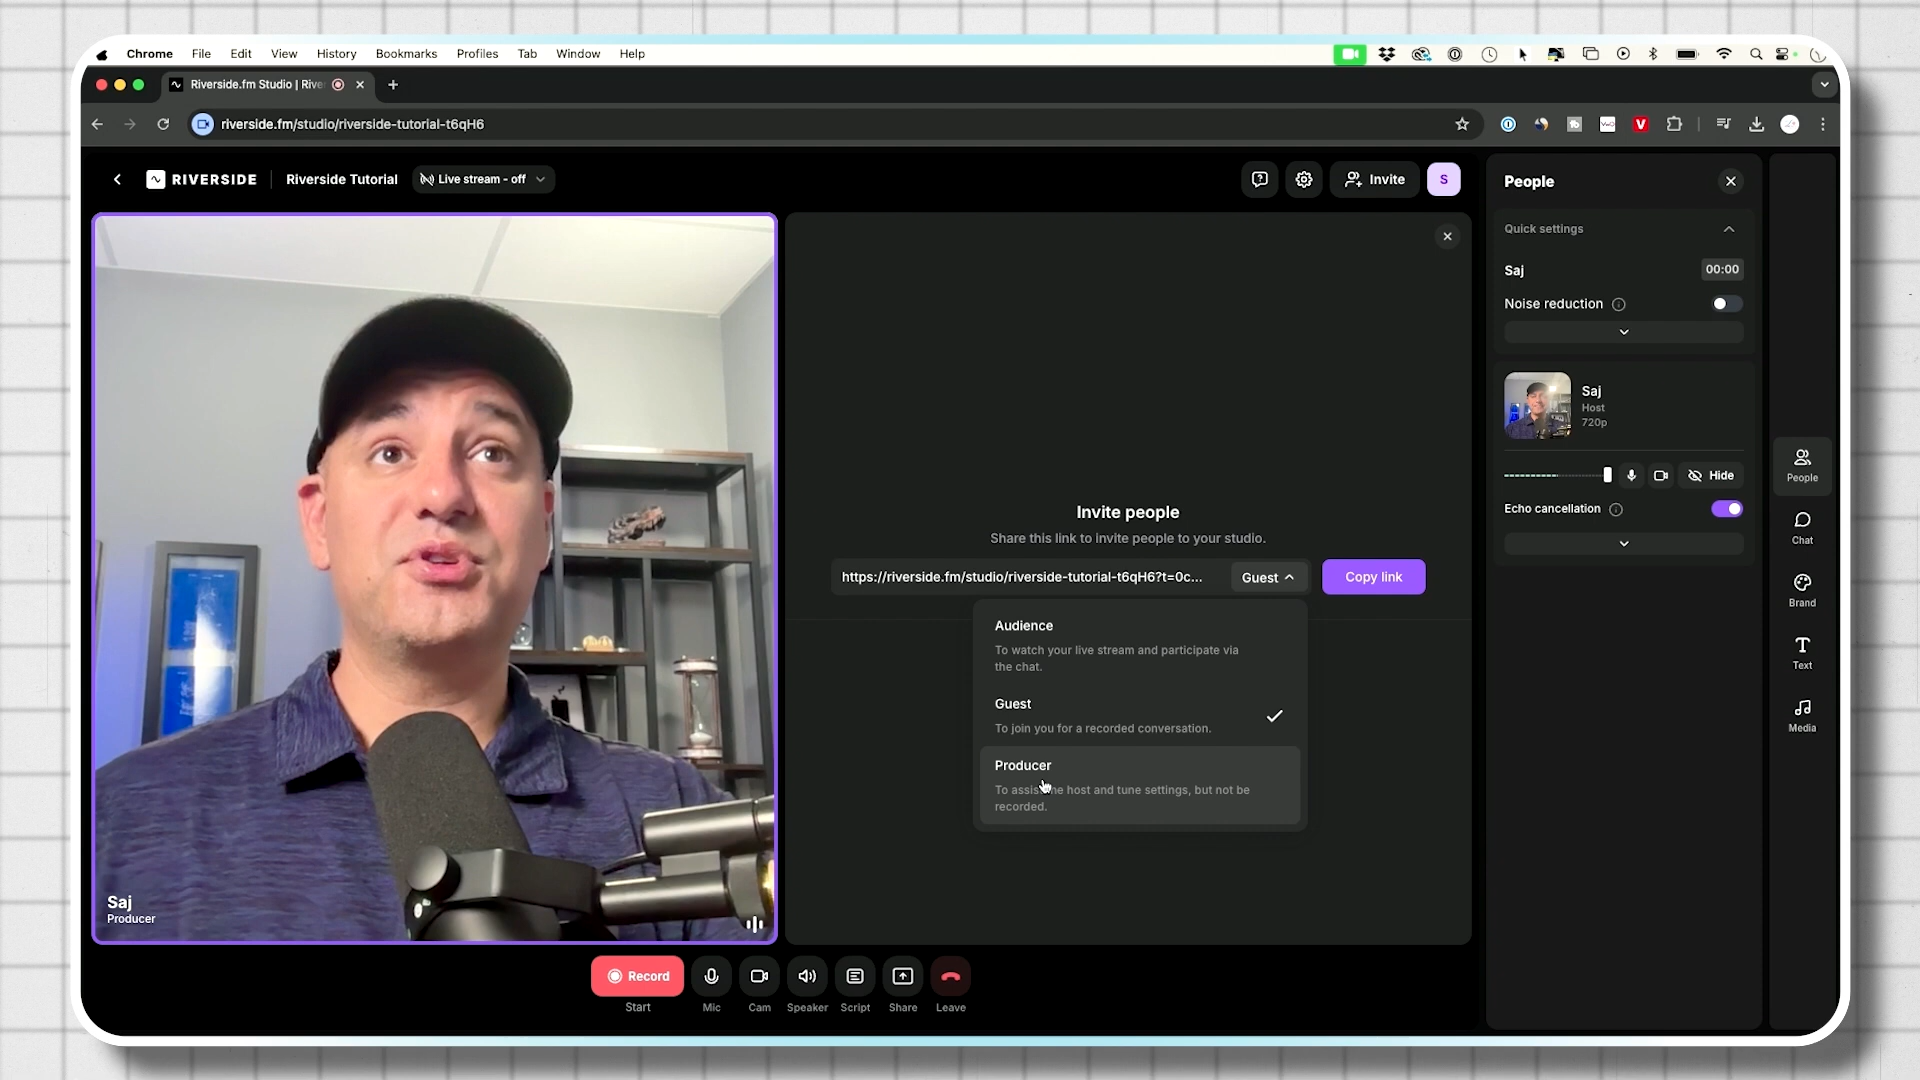 Chrome File Edit View History Bookmarks Profiles Tab Window Help
Riverside.fm Studio | Rive
riverside.fm/studio/riverside-tutorial-t6qH6
RIVERSIDE
Riverside Tutorial
Live stream - off
Invite
S
People
Quick settings
Saj
00:00
Noise reduction
Saj
Host
720p
Hide
Echo cancellation
People
Chat
Brand
Text
Media
Invite people
Share this link to invite people to your studio.
https://riverside.fm/studio/riverside-tutorial-t6qH6?t=0c...
Guest
Copy link
Audience
To watch your live stream and participate via
the chat.
Guest
To join you for a recorded conversation.
Producer
To host and tune settings, but not be
recorded.
Saj
Producer
Record
Start
Mic
Cam
Speaker
Script
Share
Leave